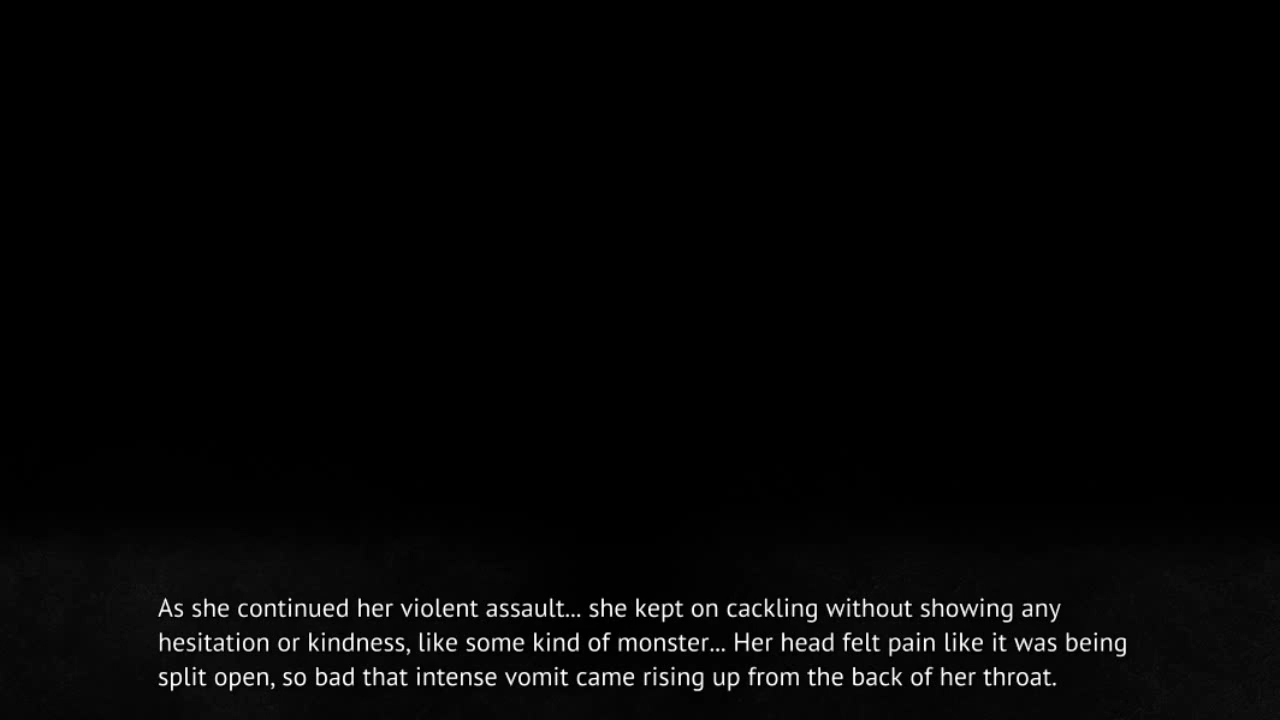 As she continued her violent assault... she kept on cackling without showing any
hesitation or kindness, like some kind of monster... Her head felt pain like it was being
split open, so bad that intense vomit came rising up from the back of her throat.